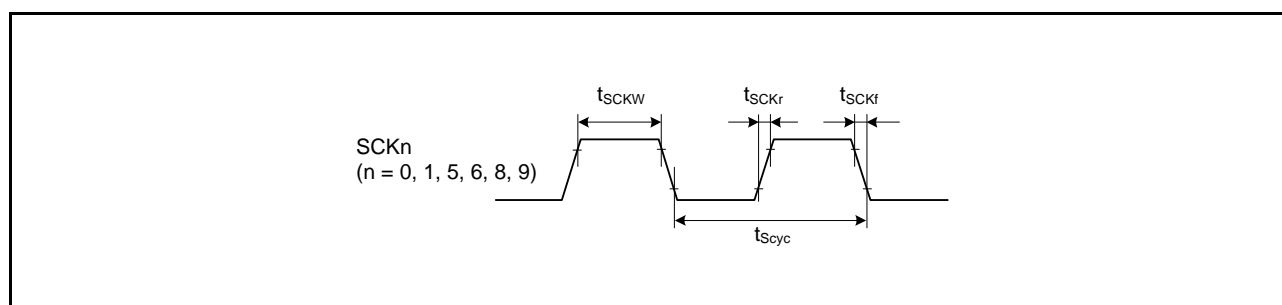 tSCKW
tSCKr
tSCKf
SCKn
(n = 0, 1, 5, 6, 8, 9)
tScyc